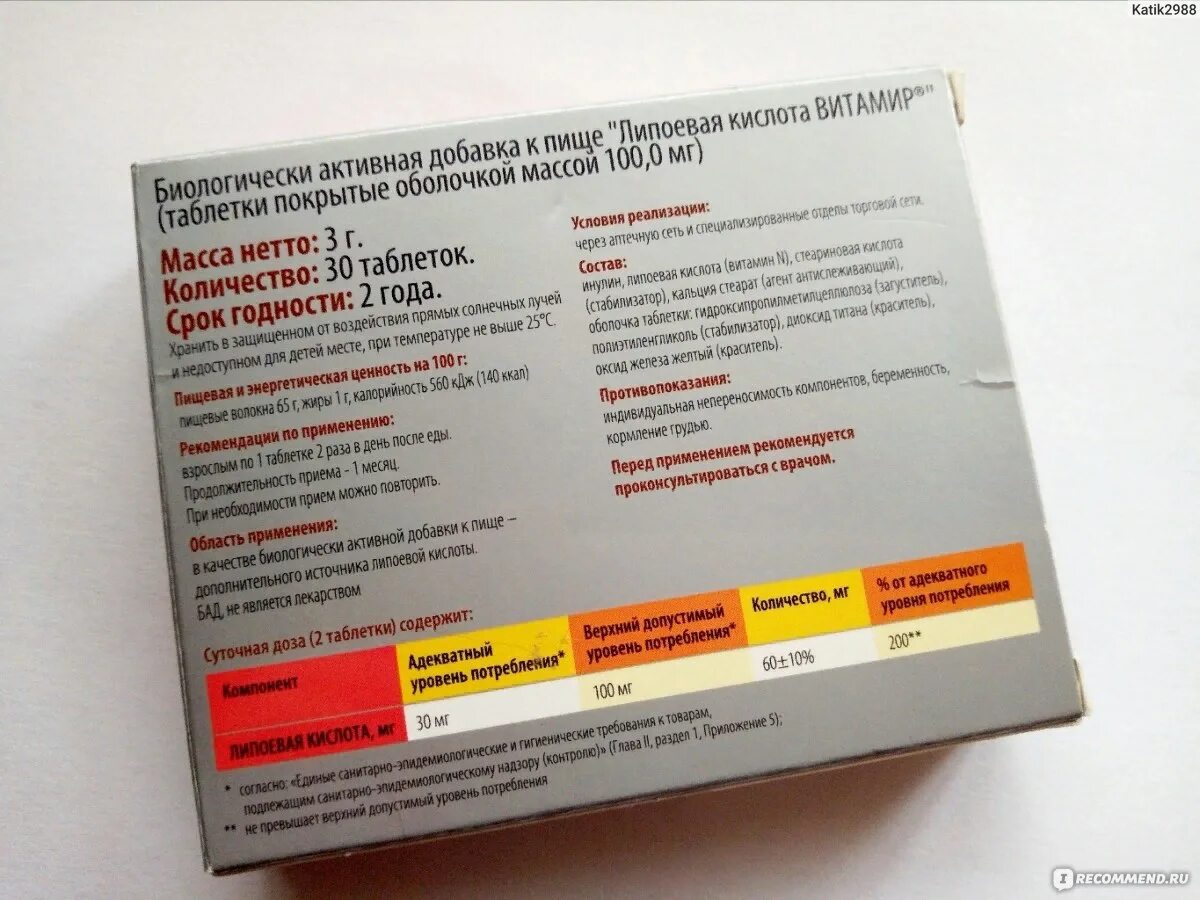 Katik2988
Биологически активная добавка к пище "Липоевая кислота ВИТАМИР®"
(таблетки покрытые оболочкой массой 100,0 мг)
Масса нетто: 3 г.
Количество: 30 таблеток.
Срок годности: 2 года.
Хранить в защищенном от воздействия прямых солнечных лучей
и недоступном для детей месте, при температуре не выше 25°С.
Пищевая и энергетическая ценность на 100 г:
пищевые волокна 65 г, жиры 1 г, калорийность 560 кДж (140 ккал)
Рекомендации по применению:
взрослым по 1 таблетке 2 раза в день после еды.
Продолжительность приема - 1 месяц.
При необходимости прием можно повторить.
Область применения:
в качестве биологически активной добавки к пище –
дополнительного источника липоевой кислоты.
БАД, не является лекарством
Условия реализации:
через аптечную сеть и специализированные отделы торговой сети.
Состав:
инулин, липоевая кислота (витамин N), стеариновая кислота
(стабилизатор), кальция стеарат (агент антислеживающий),
оболочка таблетки: гидроксипропилметилцеллюлоза (загуститель),
полиэтиленгликоль (стабилизатор), диоксид титана (краситель),
оксид железа желтый (краситель).
Противопоказания:
индивидуальная непереносимость компонентов, беременность,
кормление грудью.
Перед применением рекомендуется
проконсультироваться с врачом.
Суточная доза (2 таблетки) содержит:
Компонент
Адекватный
уровень потребления*
Верхний допустимый
уровень потребления*
Количество, мг
% от адекватного
уровня потребления
ЛИПОЕВАЯ КИСЛОТА, мг
30 мг
100 мг
60±10%
200**
* согласно: «Единые санитарно-эпидемиологические и гигиенические требования к товарам,
подлежащим санитарно-эпидемиологическому надзору (контролю)» (Глава II, раздел 1, Приложение 5);
** не превышает верхний допустимый уровень потребления
RECOMMEND.RU